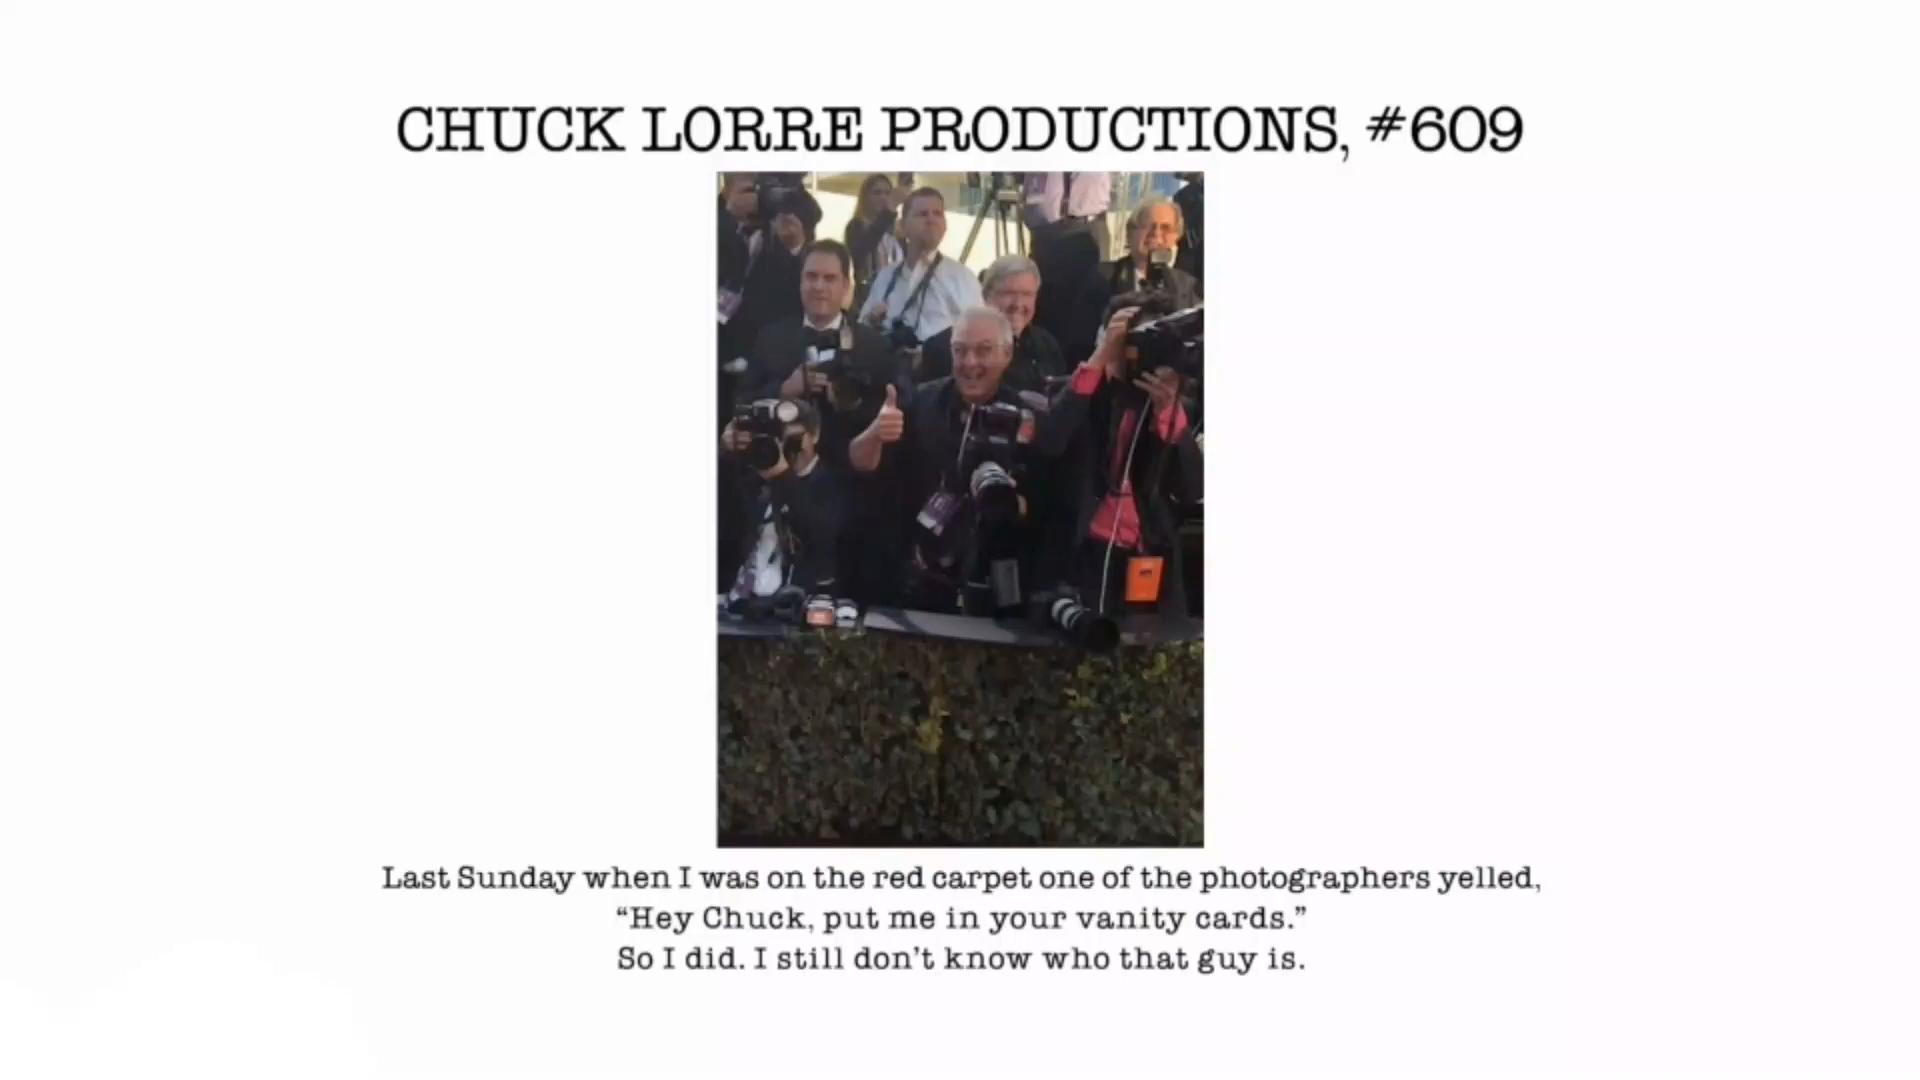 CHUCK LORRE PRODUCTIONS, #609
Last Sunday when I was on the red carpet one of the photographers yelled,
“Hey Chuck, put me in your vanity cards.”
So I did. I still don’t know who that guy is.